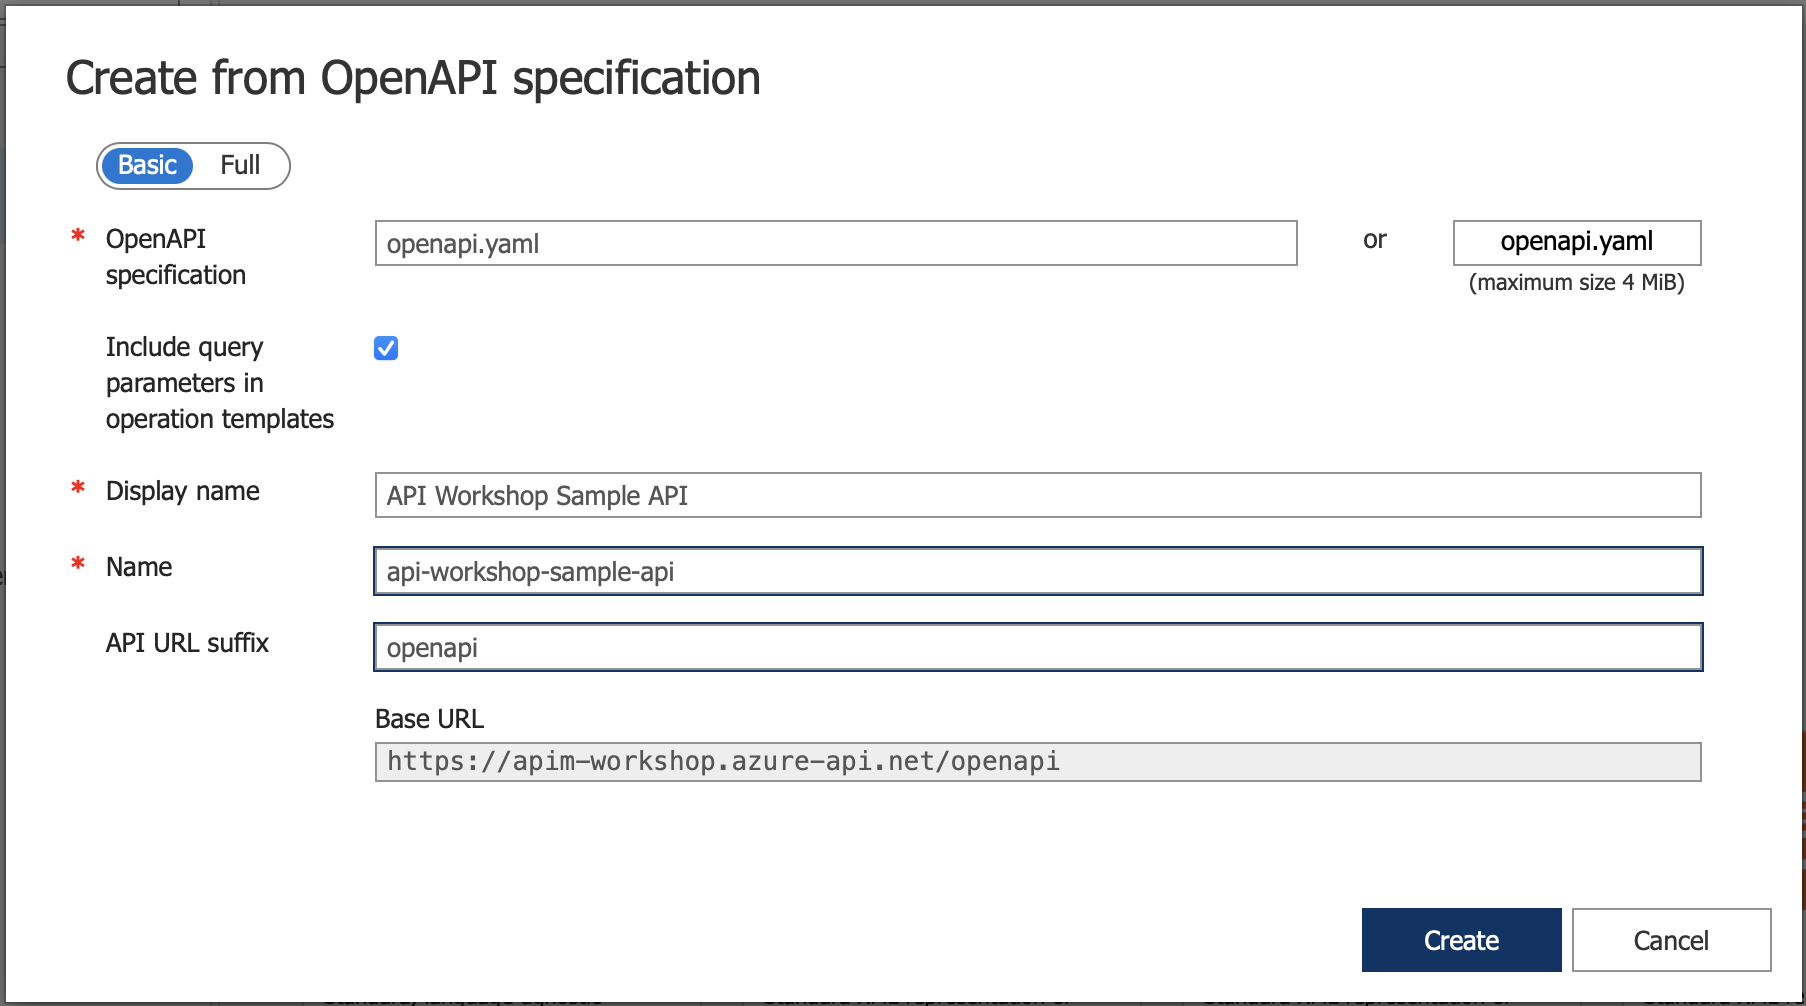 Create from OpenAPI specification
Basic Full
* OpenAPI specification
openapi.yaml
or
openapi.yaml
(maximum size 4 MiB)
Include query parameters in operation templates
* Display name
API Workshop Sample API
* Name
api-workshop-sample-api
API URL suffix
openapi
Base URL
https://apim-workshop.azure-api.net/openapi
Create
Cancel